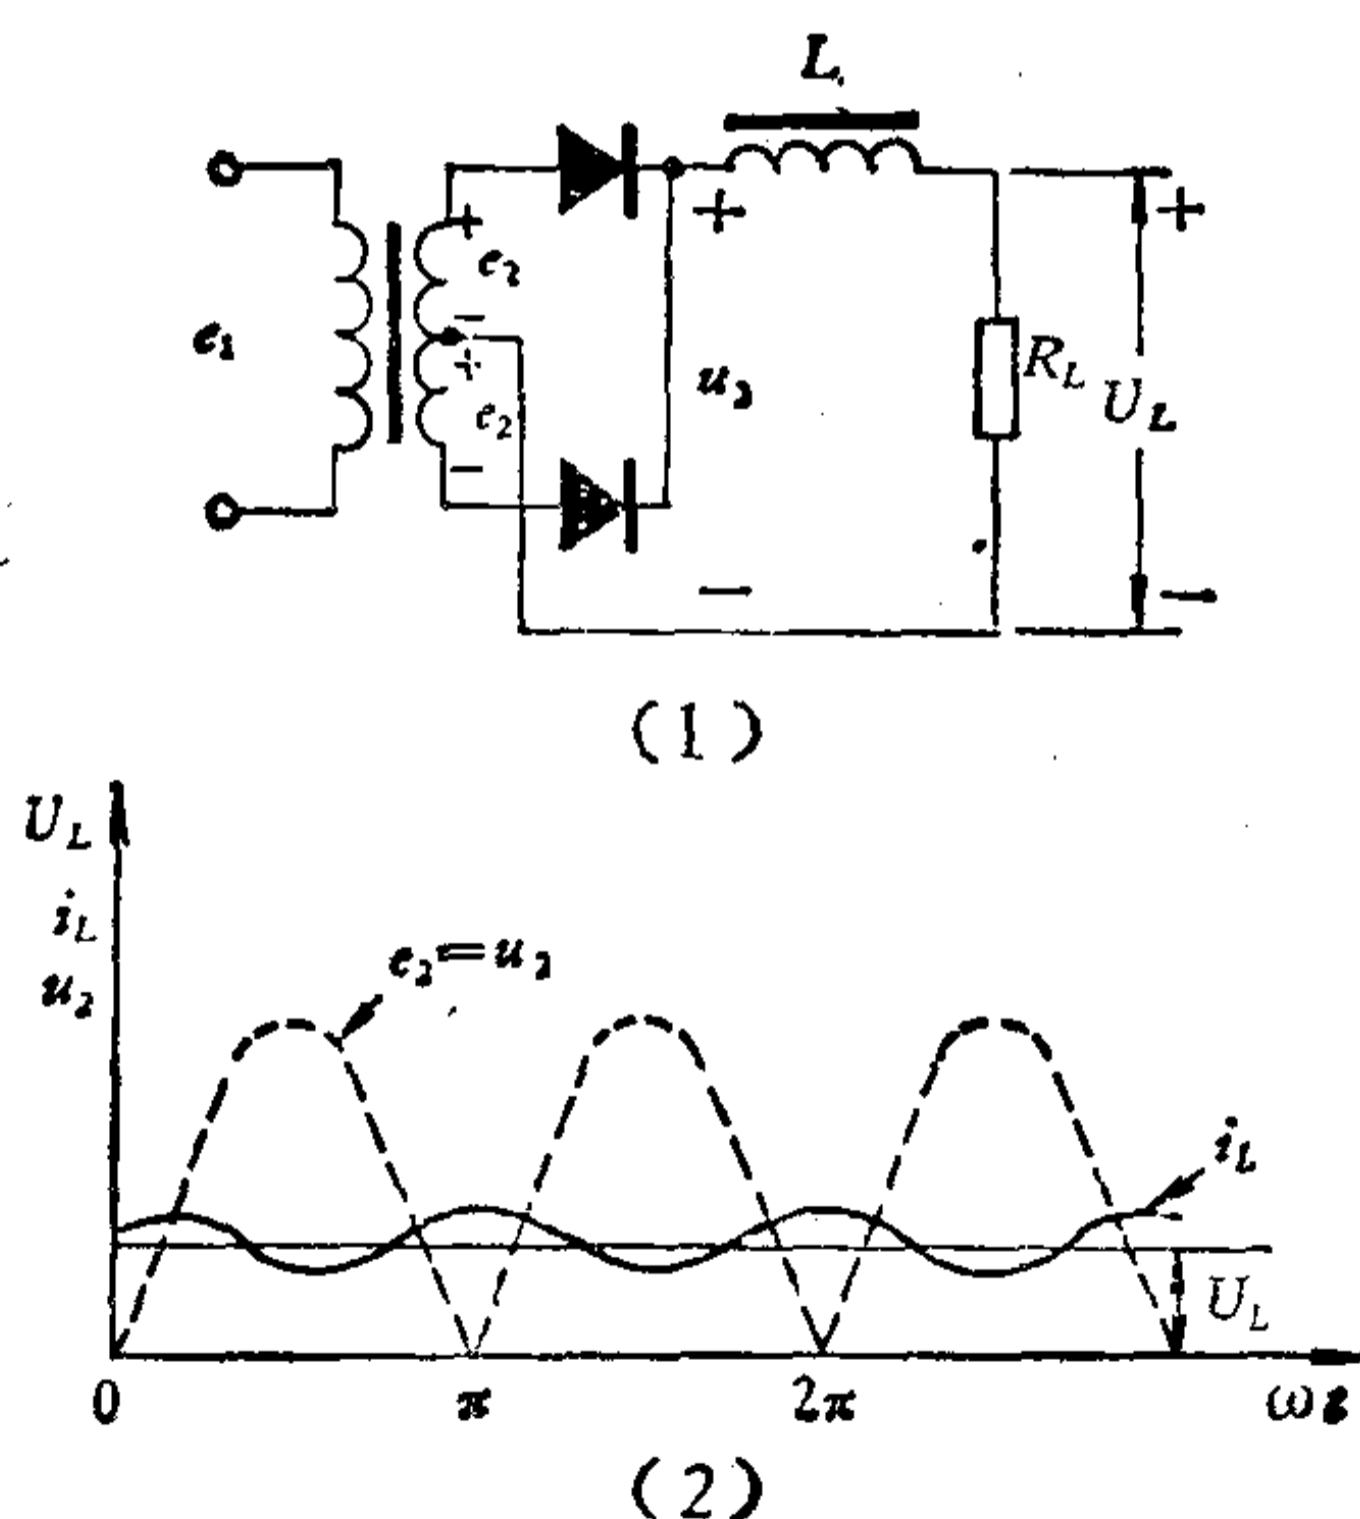 L
+
+
e₂
−
e₁
+
u₂
R_L
U_L
e₂
−
−
−
(1)
U_L
i_L
u₂
e₂=u₂
i_L
U_L
0
π
2π
ωt
(2)